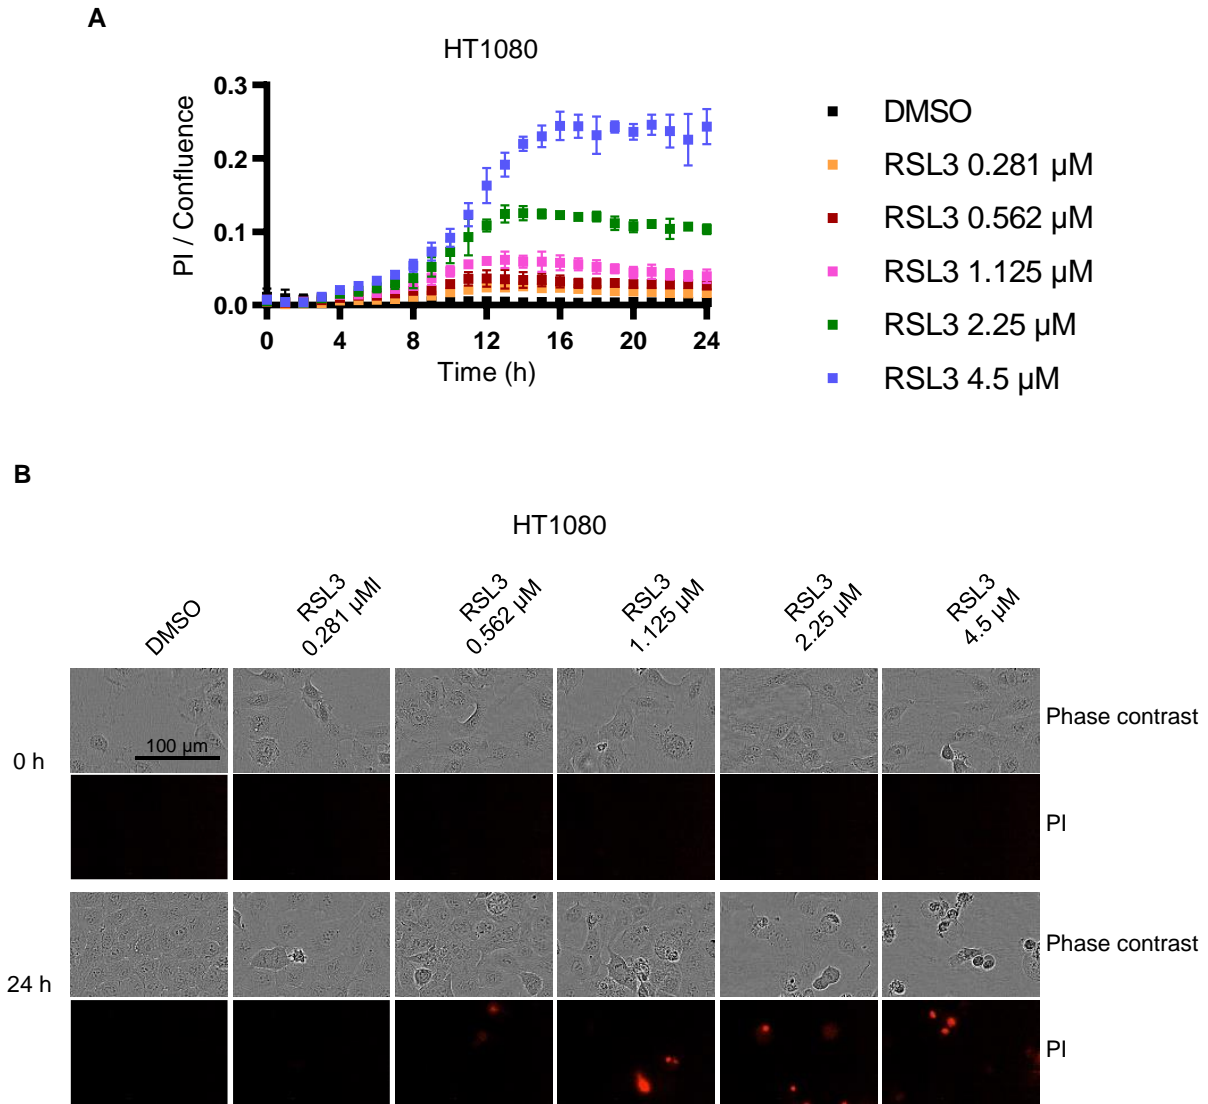 A
HT1080
PI / Confluence
0.3
0.2
0.1
0.0
0 4 8 12 16 20 24
Time (h)
DMSO
RSL3 0.281 µM
RSL3 0.562 µM
RSL3 1.125 µM
RSL3 2.25 µM
RSL3 4.5 µM
B
HT1080
DMSO
RSL3
0.281 µMl
RSL3
0.562 µM
RSL3
1.125 µM
RSL3
2.25 µM
RSL3
4.5 µM
0 h
100 µm
Phase contrast
PI
24 h
Phase contrast
PI